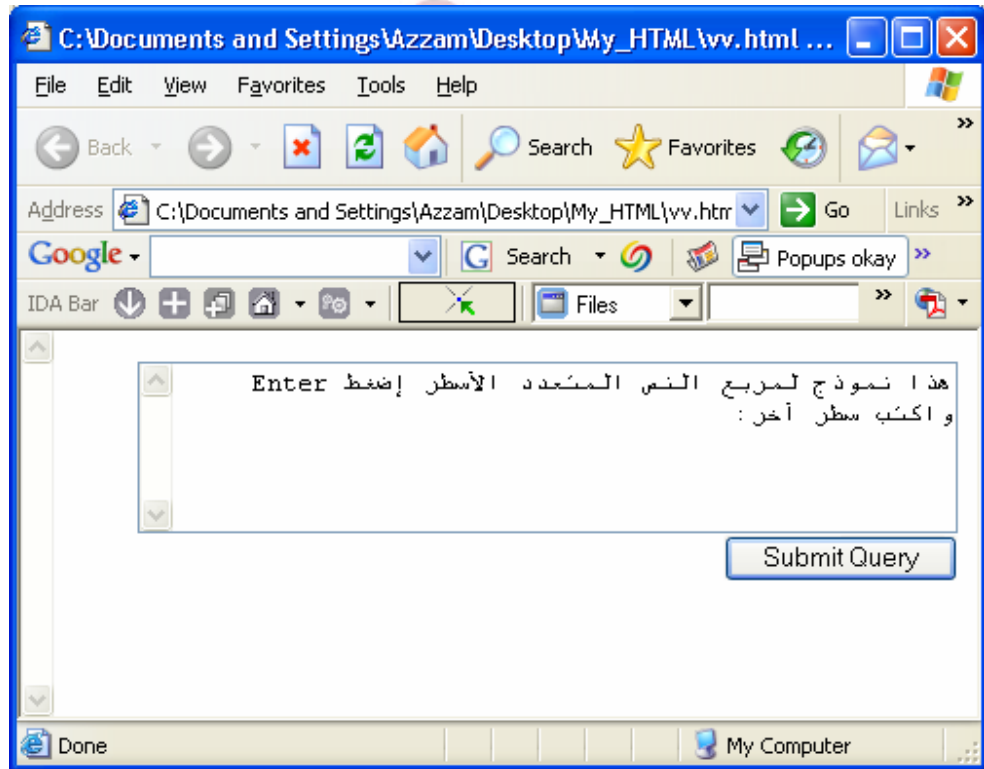 C:\Documents and Settings\Azzam\Desktop\My_HTML\vv.html ...
File Edit View Favorites Tools Help
Back Search Favorites
Address C:\Documents and Settings\Azzam\Desktop\My_HTML\vv.htm Go Links
Google Search Popups okay
IDA Bar Files
هذا نموذج لمربع النص المتعدد الأسطر إضغط Enter
واكتب سطر آخر:
Submit Query
Done My Computer